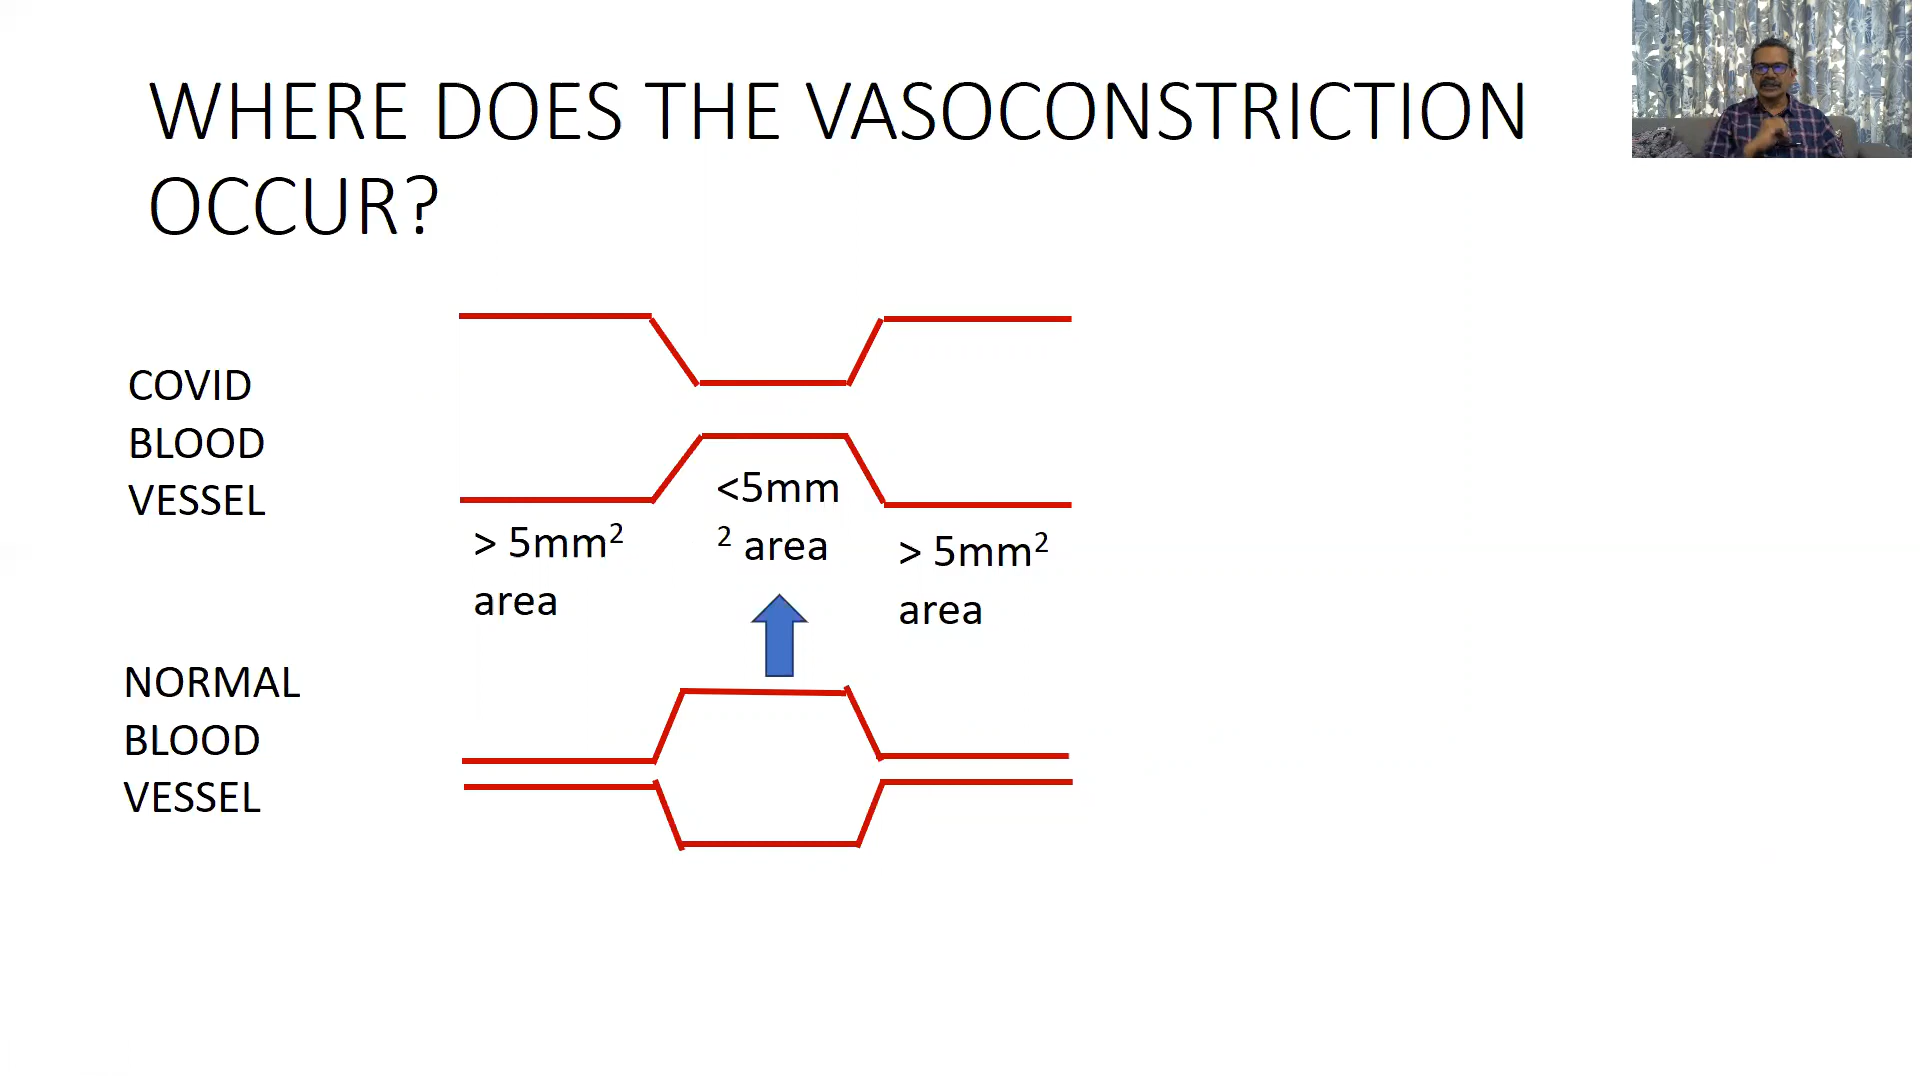 WHERE DOES THE VASOCONSTRICTION
OCCUR?
COVID
BLOOD
VESSEL
<5mm
² area
> 5mm²
area
> 5mm²
area
NORMAL
BLOOD
VESSEL